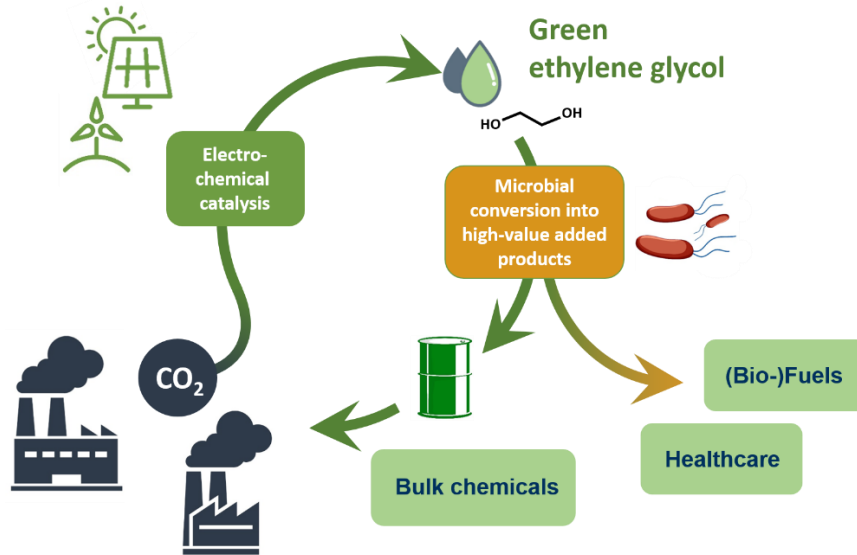 Green
ethylene glycol
HO
OH
Electro-
chemical
catalysis
Microbial
conversion into
high-value added
products
CO₂
(Bio-)Fuels
Healthcare
Bulk chemicals